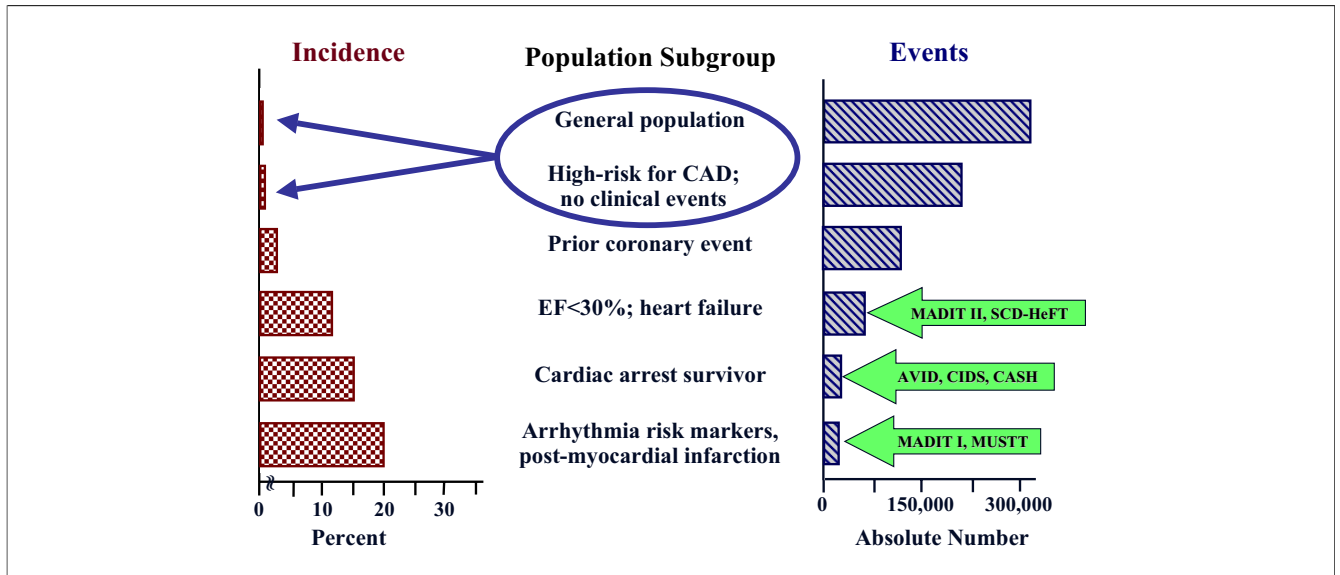 Incidence
Population Subgroup
Events
General population
High-risk for CAD;
no clinical events
Prior coronary event
EF<30%; heart failure
MADIT II, SCD-HeFT
Cardiac arrest survivor
AVID, CIDS, CASH
Arrhythmia risk markers,
post-myocardial infarction
MADIT I, MUSTT
0 10 20 30
Percent
0 150,000 300,000
Absolute Number